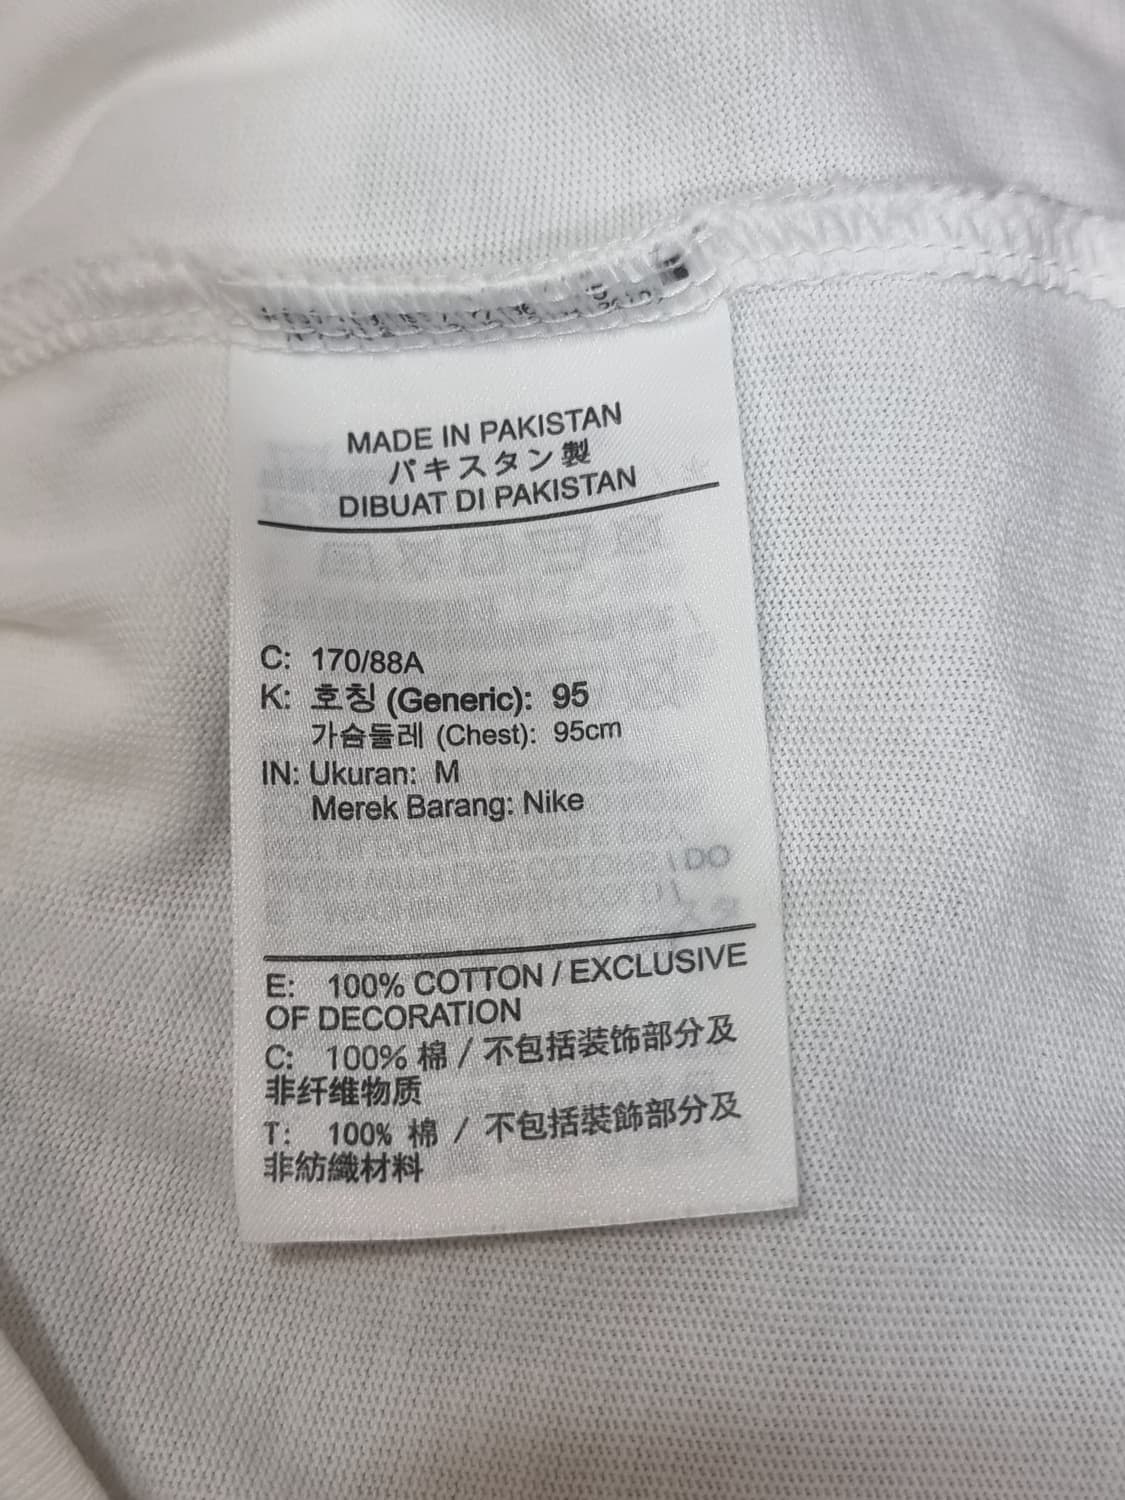 MADE IN PAKISTAN
パキスタン製
DIBUAT DI PAKISTAN
C: 170/88A
K: 호칭 (Generic): 95
가슴둘레 (Chest): 95cm
IN: Ukuran: M
Merek Barang: Nike
E: 100% COTTON / EXCLUSIVE
OF DECORATION
C: 100% 棉 / 不包括装饰部分及
非纤维物质
T: 100% 棉 / 不包括裝飾部分及
非紡織材料